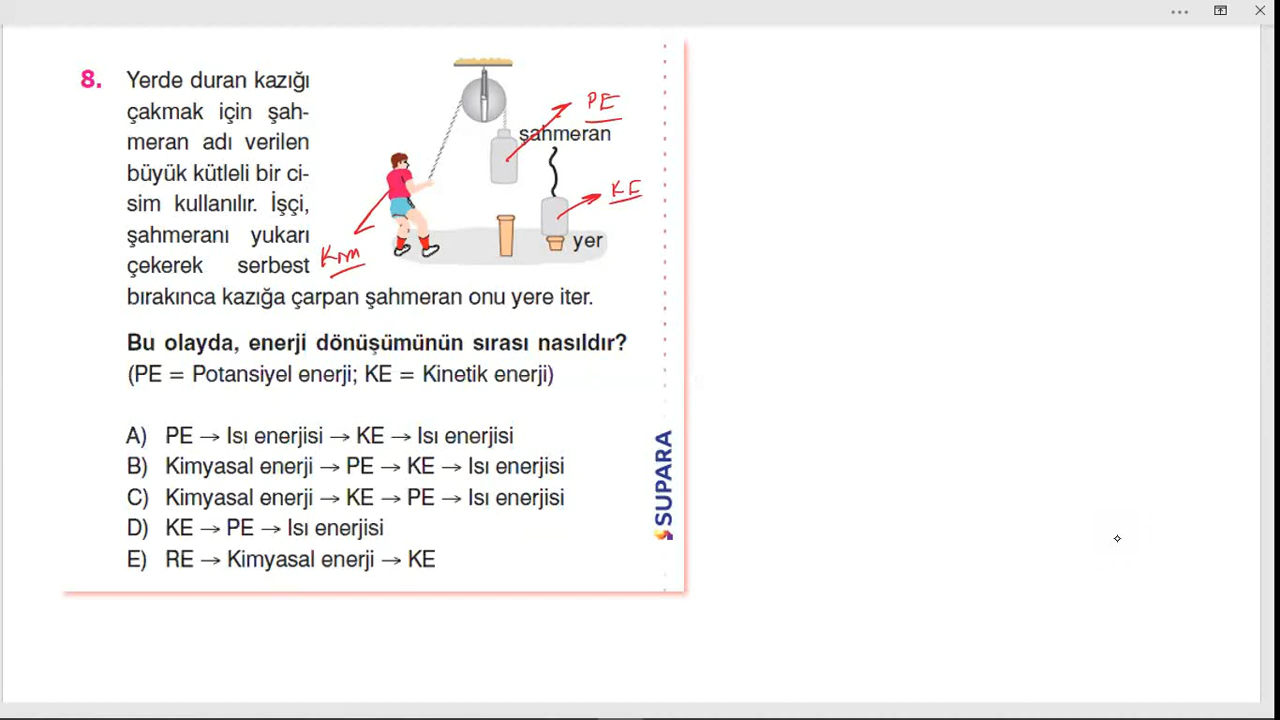 8. Yerde duran kazığı
çakmak için şah-
meran adı verilen
büyük kütleli bir ci-
sim kullanılır. İşçi,
şahmeranı yukarı
çekerek serbest
bırakınca kazığa çarpan şahmeran onu yere iter.
PE
şahmeran
KE
yer
Kim
Bu olayda, enerji dönüşümünün sırası nasıldır?
(PE = Potansiyel enerji; KE = Kinetik enerji)
A) PE → Isı enerjisi → KE → Isı enerjisi
B) Kimyasal enerji → PE → KE → Isı enerjisi
C) Kimyasal enerji → KE → PE → Isı enerjisi
D) KE → PE → Isı enerjisi
E) RE → Kimyasal enerji → KE
SUPARA